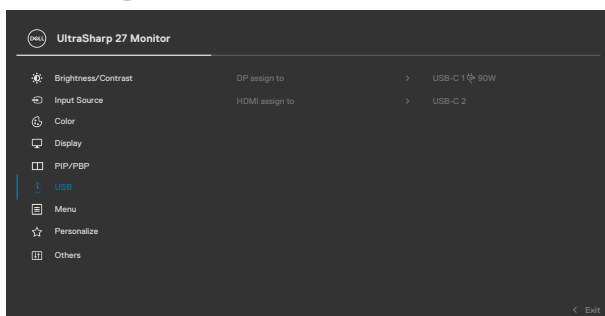 DELL UltraSharp 27 Monitor
Brightness/Contrast DP assign to > USB-C 1 90W
Input Source HDMI assign to > USB-C 2
Color
Display
PIP/PBP
USB
Menu
Personalize
Others
< Exit